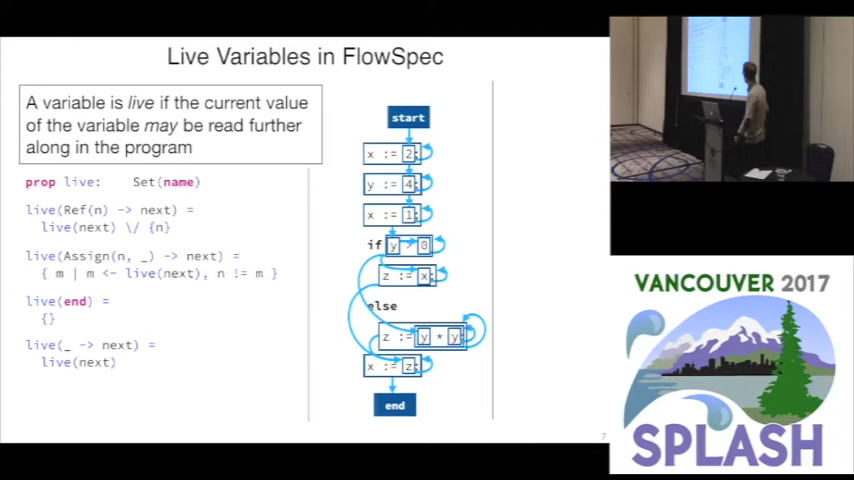 Live Variables in FlowSpec
A variable is live if the current value
of the variable may be read further
along in the program
prop live: Set(name)
live(Ref(n) -> next) =
live(next) \/ {n}
live(Assign(n, _) -> next) =
{ m | m <- live(next), n != m }
live(end) =
{}
live(_ -> next) =
live(next)
start
x := 2;
y := 4;
x := 1;
if y > 0
z := x;
else
z := y * y;
x := z;
end
7
VANCOUVER 2017
SPLASH